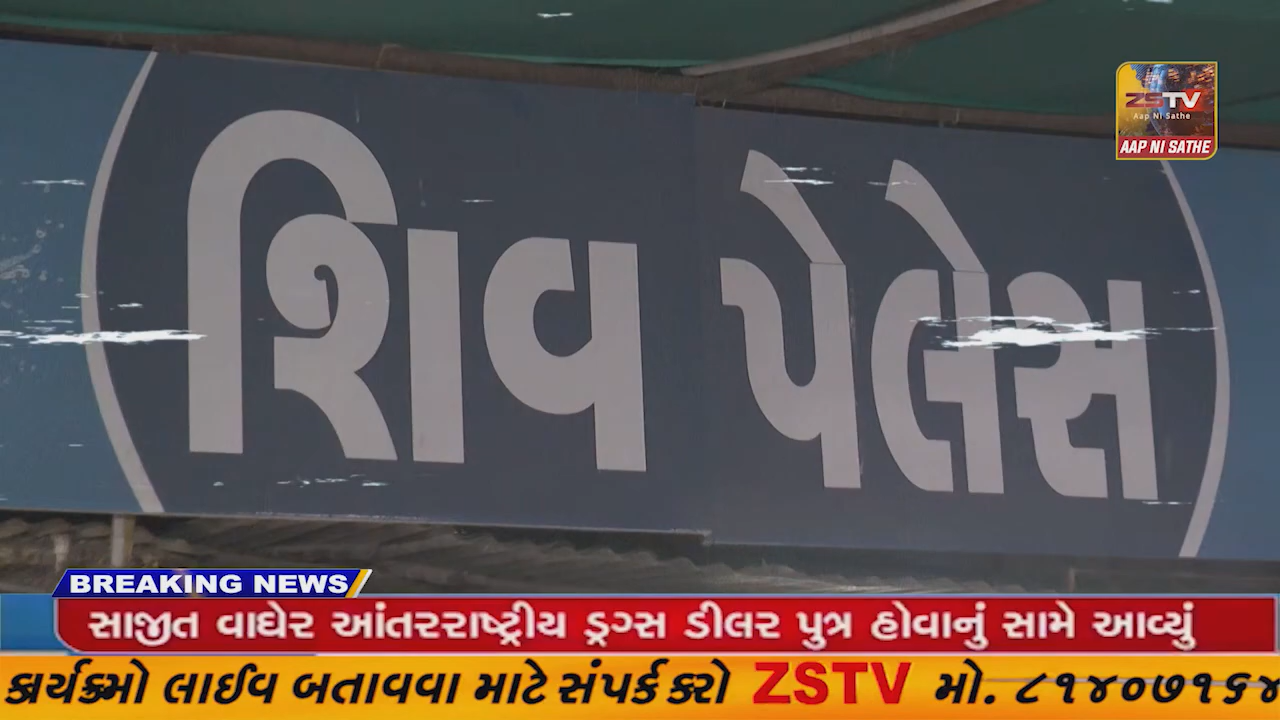 ZSTV
Aap Ni Sathe
AAP NI SATHE
શિવ પેલેસ
BREAKING NEWS
સાજીત વાઘેર આંતરરાષ્ટ્રીય ડ્રગ્સ ડીલર પુત્ર હોવાનું સામે આવ્યું
કાર્યક્રમો લાઈવ બતાવવા માટે સંપર્ક કરો ZSTV મો. ૮૧૪૦૭૧૬૪